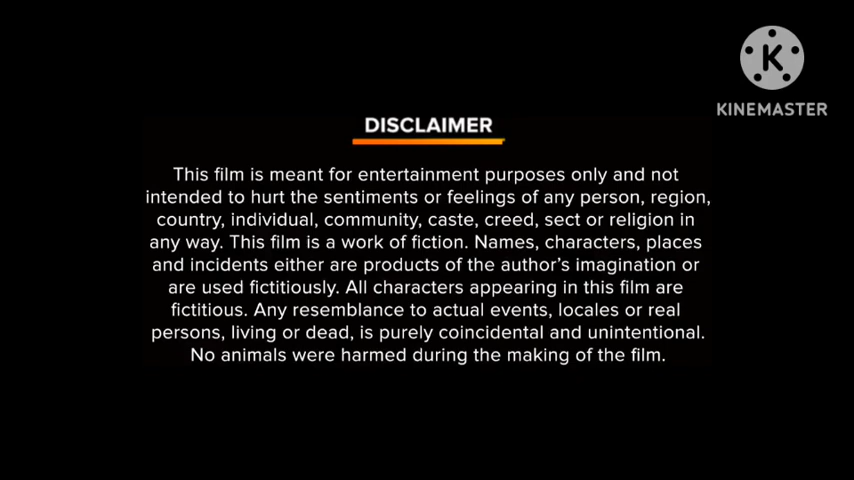 K
KINEMASTER
DISCLAIMER
This film is meant for entertainment purposes only and not
intended to hurt the sentiments or feelings of any person, region,
country, individual, community, caste, creed, sect or religion in
any way. This film is a work of fiction. Names, characters, places
and incidents either are products of the author's imagination or
are used fictitiously. All characters appearing in this film are
fictitious. Any resemblance to actual events, locales or real
persons, living or dead, is purely coincidental and unintentional.
No animals were harmed during the making of the film.